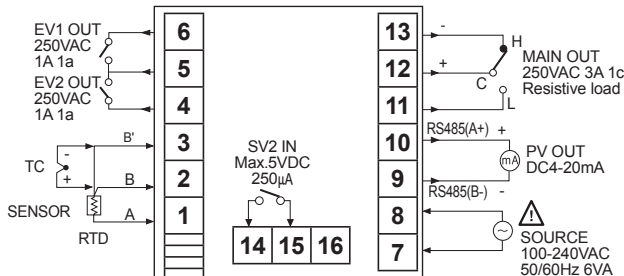 EV1 OUT
250VAC
1A 1a
EV2 OUT
250VAC
1A 1a
6
5
4
3
2
1
B'
B
A
TC
-
+
SENSOR
RTD
SV2 IN
Max.5VDC
250µA
14 15 16
13
12
11
10
9
8
7
-
H
+
C
L
MAIN OUT
250VAC 3A 1c
Resistive load
RS485(A+) +
mA
PV OUT
DC4-20mA
RS485(B-) -
~
!
SOURCE
100-240VAC
50/60Hz 6VA